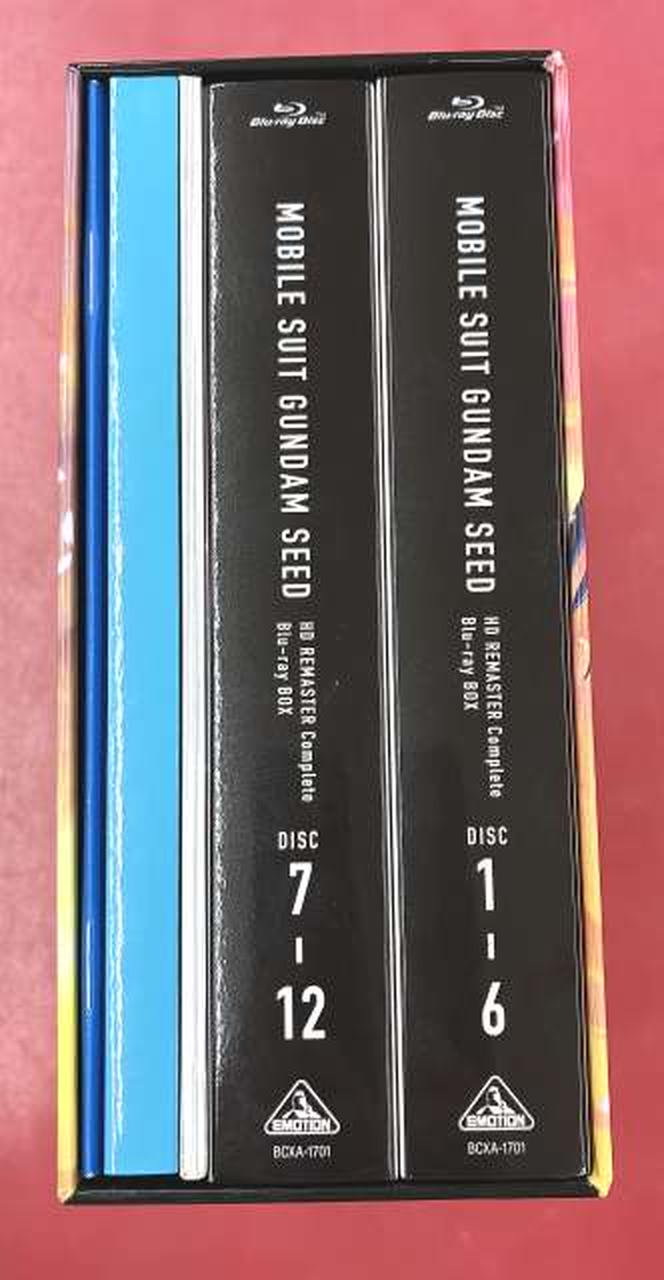 Blu-ray Disc
MOBILE SUIT GUNDAM SEED
HD REMASTER Complete
Blu-ray BOX
DISC
7
-
12
EMOTION
BCXA-1701
Blu-ray Disc
MOBILE SUIT GUNDAM SEED
HD REMASTER Complete
Blu-ray BOX
DISC
1
-
6
EMOTION
BCXA-1701